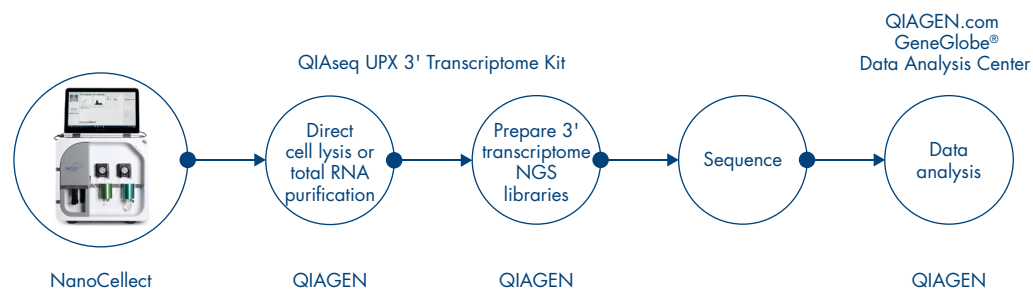 QIAGEN.com
GeneGlobe®
Data Analysis Center
QIAseq UPX 3' Transcriptome Kit
Direct
cell lysis or
total RNA
purification
Prepare 3'
transcriptome
NGS
libraries
Sequence
Data
analysis
NanoCellect
QIAGEN
QIAGEN
QIAGEN